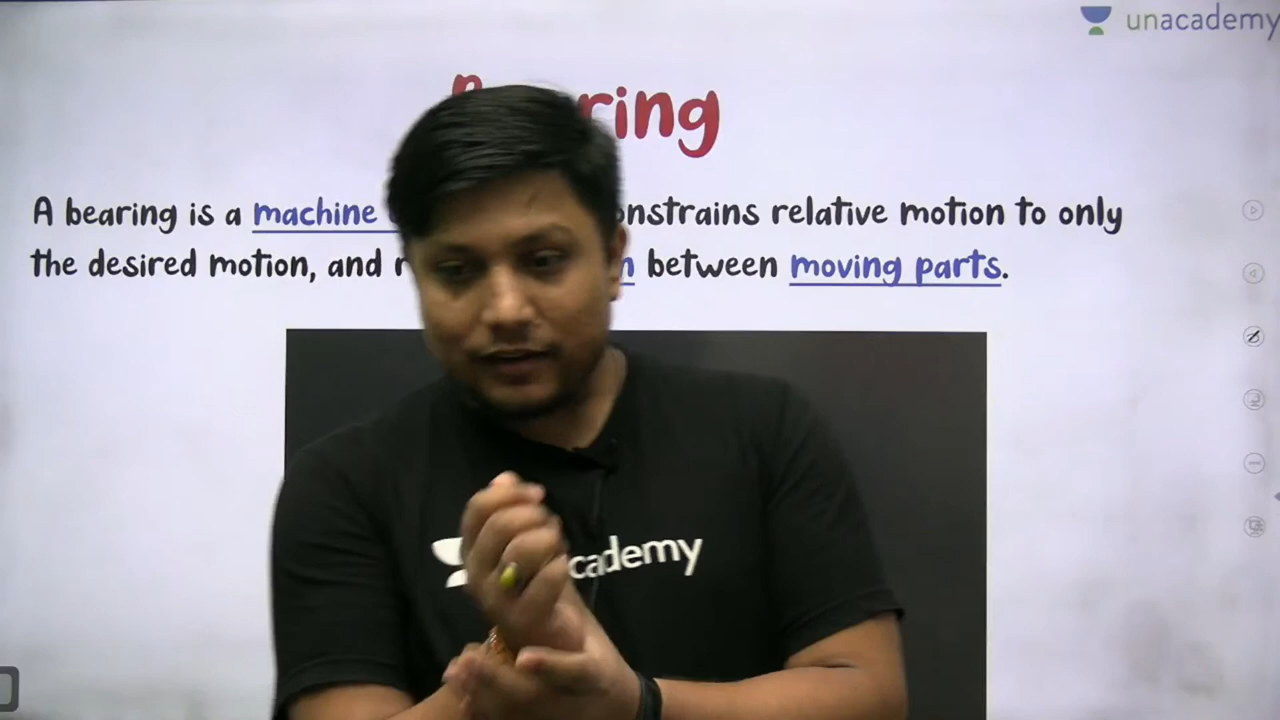 unacademy
ring
A bearing is a machine onstrains relative motion to only
the desired motion, and between moving parts.
cademy